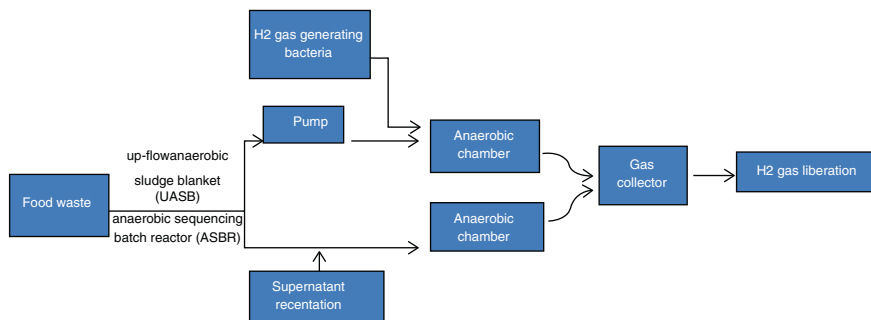 H2 gas generating
bacteria
Pump
up-flowanaerobic
sludge blanket
(UASB)
Food waste
anaerobic sequencing
batch reactor (ASBR)
Supernatant
recentation
Anaerobic
chamber
Anaerobic
chamber
Gas
collector
H2 gas liberation